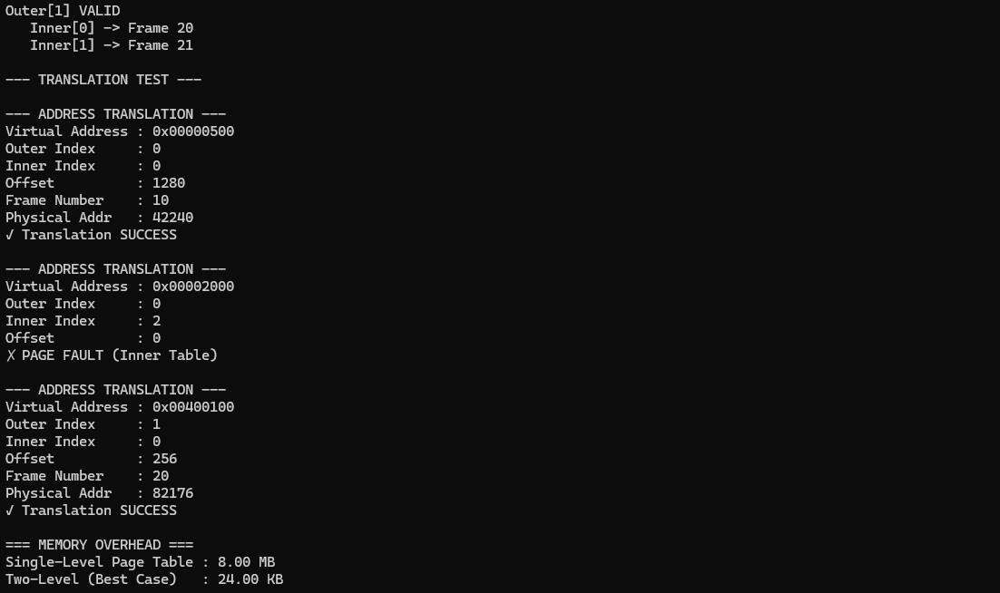 Outer[1] VALID
   Inner[0] -> Frame 20
   Inner[1] -> Frame 21

--- TRANSLATION TEST ---

--- ADDRESS TRANSLATION ---
Virtual Address : 0x00000500
Outer Index     : 0
Inner Index     : 0
Offset          : 1280
Frame Number    : 10
Physical Addr   : 42240
✓ Translation SUCCESS

--- ADDRESS TRANSLATION ---
Virtual Address : 0x00002000
Outer Index     : 0
Inner Index     : 2
Offset          : 0
✗ PAGE FAULT (Inner Table)

--- ADDRESS TRANSLATION ---
Virtual Address : 0x00400100
Outer Index     : 1
Inner Index     : 0
Offset          : 256
Frame Number    : 20
Physical Addr   : 82176
✓ Translation SUCCESS

=== MEMORY OVERHEAD ===
Single-Level Page Table : 8.00 MB
Two-Level (Best Case)   : 24.00 KB